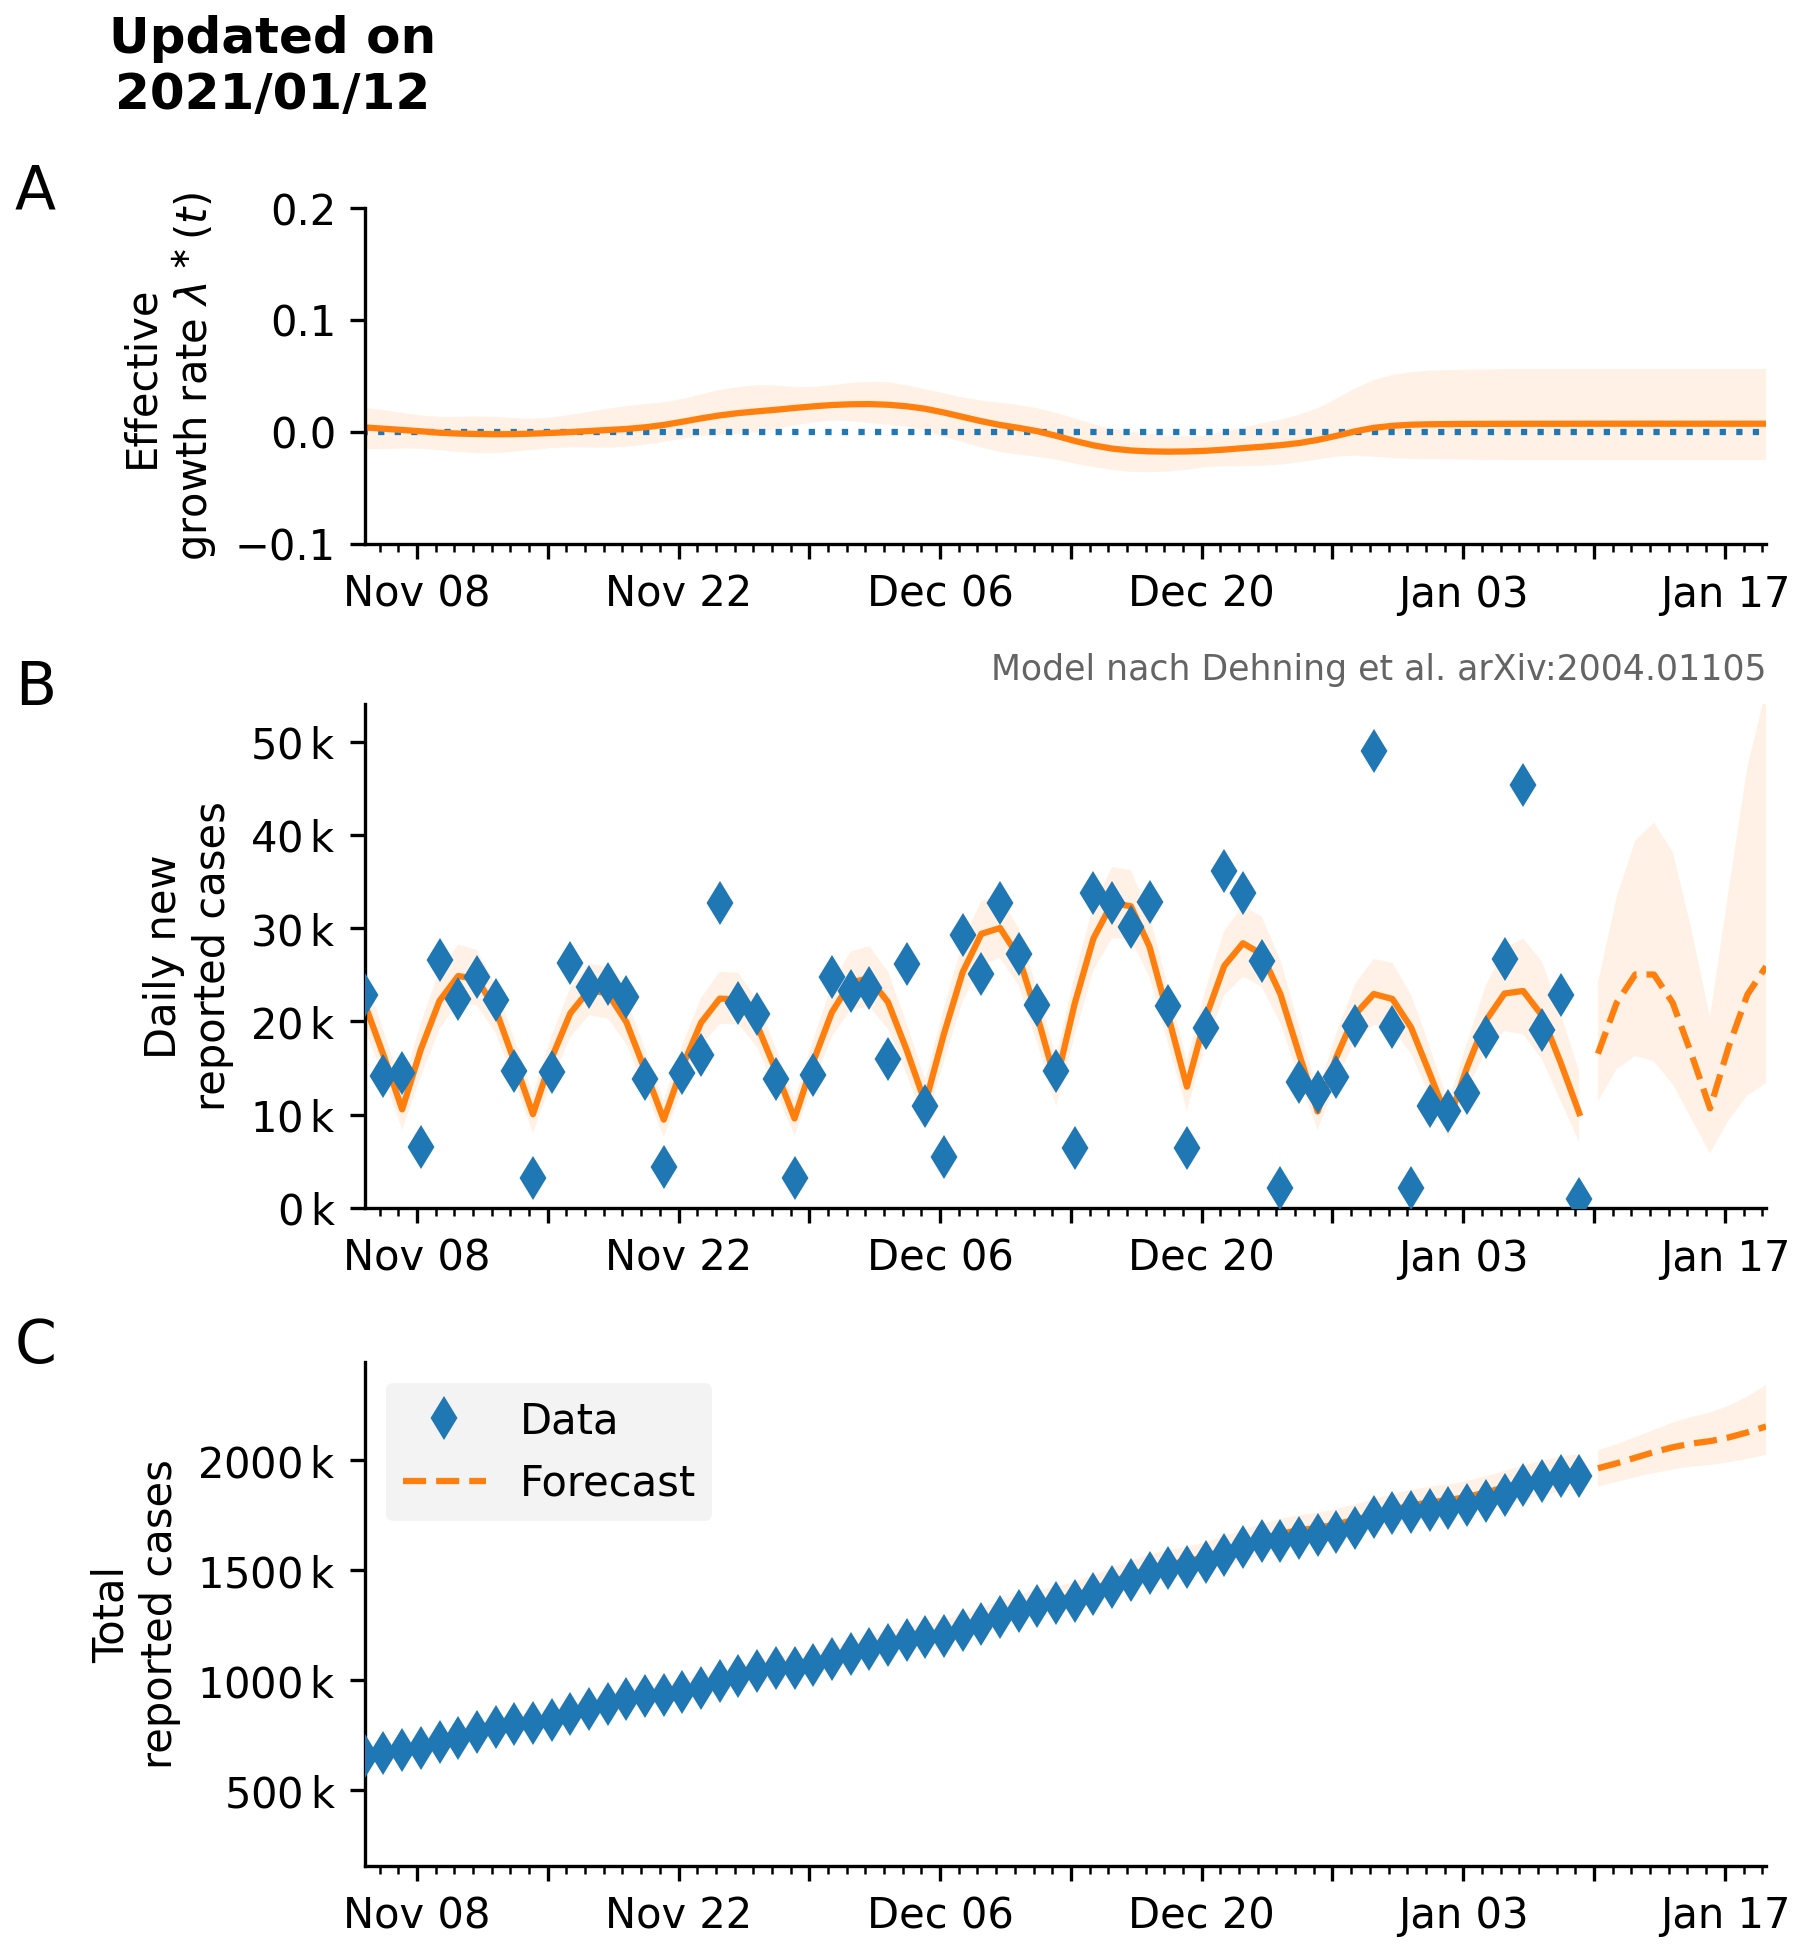 Updated on
2021/01/12
A
Effective
growth rate λ * (t)
0.2
0.1
0.0
−0.1
Nov 08 Nov 22 Dec 06 Dec 20 Jan 03 Jan 17
Model nach Dehning et al. arXiv:2004.01105
B
Daily new
reported cases
50 k
40 k
30 k
20 k
10 k
0 k
Nov 08 Nov 22 Dec 06 Dec 20 Jan 03 Jan 17
C
Total
reported cases
Data
Forecast
2000 k
1500 k
1000 k
500 k
Nov 08 Nov 22 Dec 06 Dec 20 Jan 03 Jan 17